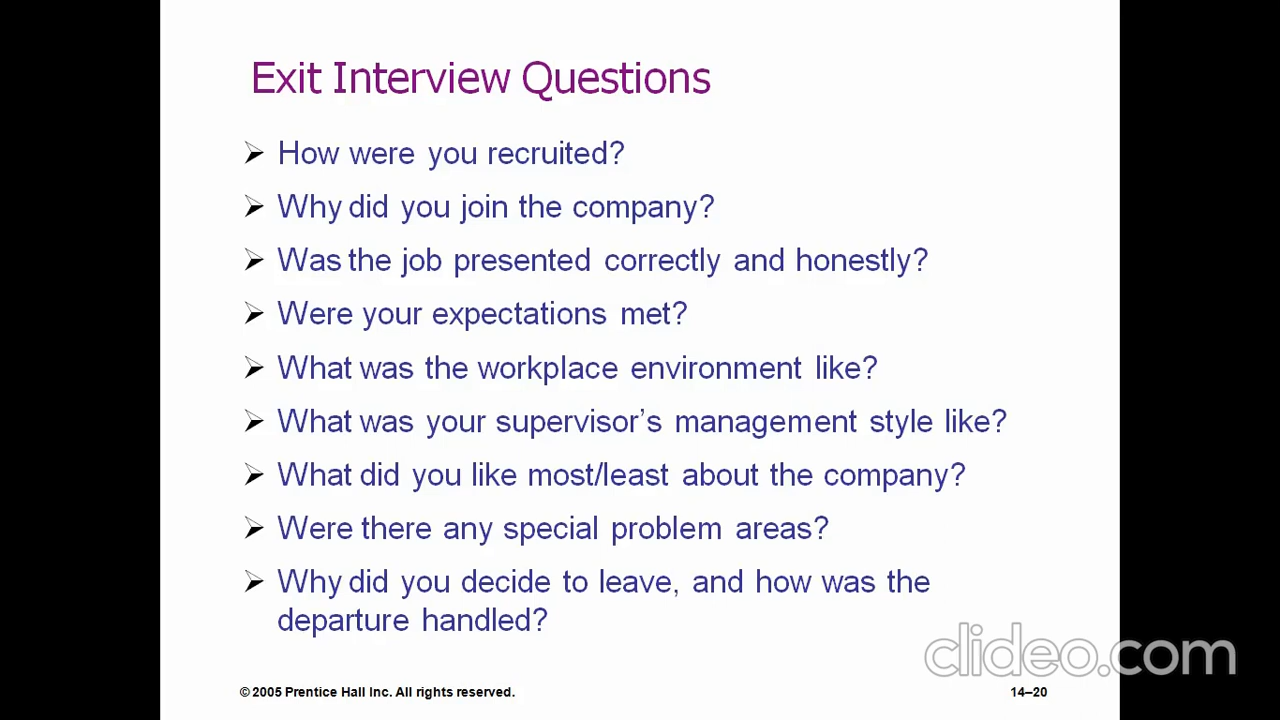 Exit Interview Questions
How were you recruited?
Why did you join the company?
Was the job presented correctly and honestly?
Were your expectations met?
What was the workplace environment like?
What was your supervisor’s management style like?
What did you like most/least about the company?
Were there any special problem areas?
Why did you decide to leave, and how was the
departure handled?
clideo.com
© 2005 Prentice Hall Inc. All rights reserved.
14–20